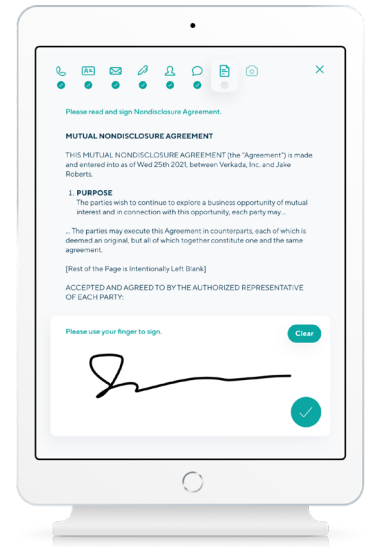 Please read and sign Nondisclosure Agreement.
MUTUAL NONDISCLOSURE AGREEMENT
THIS MUTUAL NONDISCLOSURE AGREEMENT (the "Agreement") is made
and entered into as of Wed 25th 2021, between Verkada, Inc. and Jake
Roberts.
1. PURPOSE
The parties wish to continue to explore a business opportunity of mutual
interest and in connection with this opportunity, each party may...
... The parties may execute this Agreement in counterparts, each of which is
deemed an original, but all of which together constitute one and the same
agreement.
[Rest of the Page is Intentionally Left Blank]
ACCEPTED AND AGREED TO BY THE AUTHORIZED REPRESENTATIVE
OF EACH PARTY:
Please use your finger to sign.
Clear